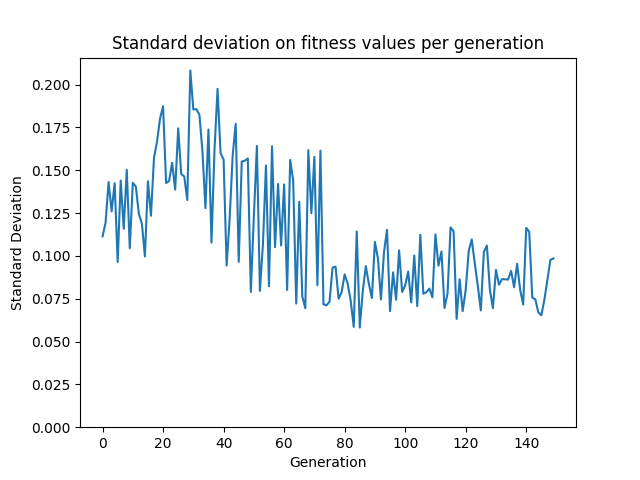 Standard deviation on fitness values per generation
Standard Deviation
0.200
0.175
0.150
0.125
0.100
0.075
0.050
0.025
0.000
0 20 40 60 80 100 120 140
Generation